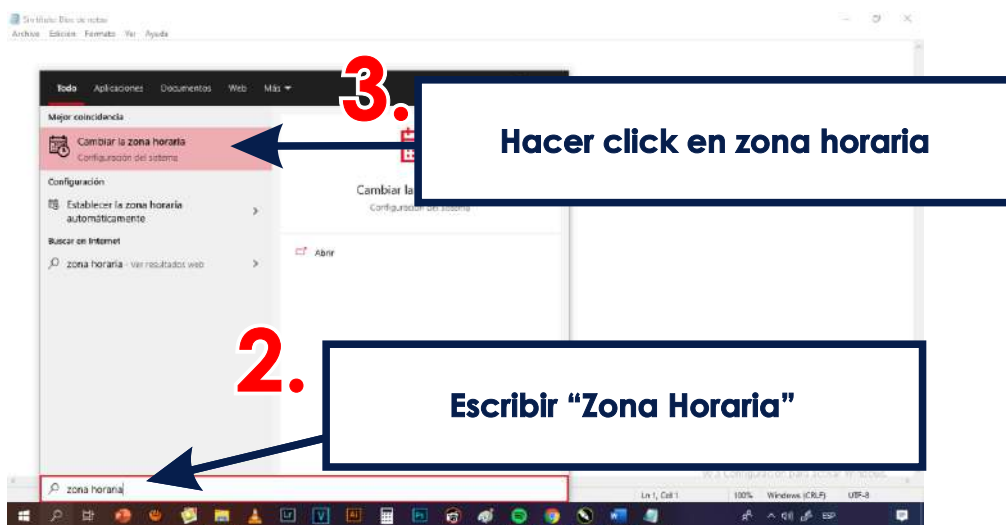 Sin título: Bloc de notas
Archivo Edición Formato Ver Ayuda
Todo Aplicaciones Documentos Web Más
3.
Hacer click en zona horaria
Mejor coincidencia
Cambiar la zona horaria
Configuración del sistema
Cambiar la
Configuración del sistema
Configuración
Establecer la zona horaria
automáticamente
Buscar en Internet
zona horaria - Ver resultados web
Abrir
2.
Escribir “Zona Horaria”
zona horaria
Ln 1, Col 1 100% Windows (CRLF) UTF-8
Lr V Ai Ps ESP